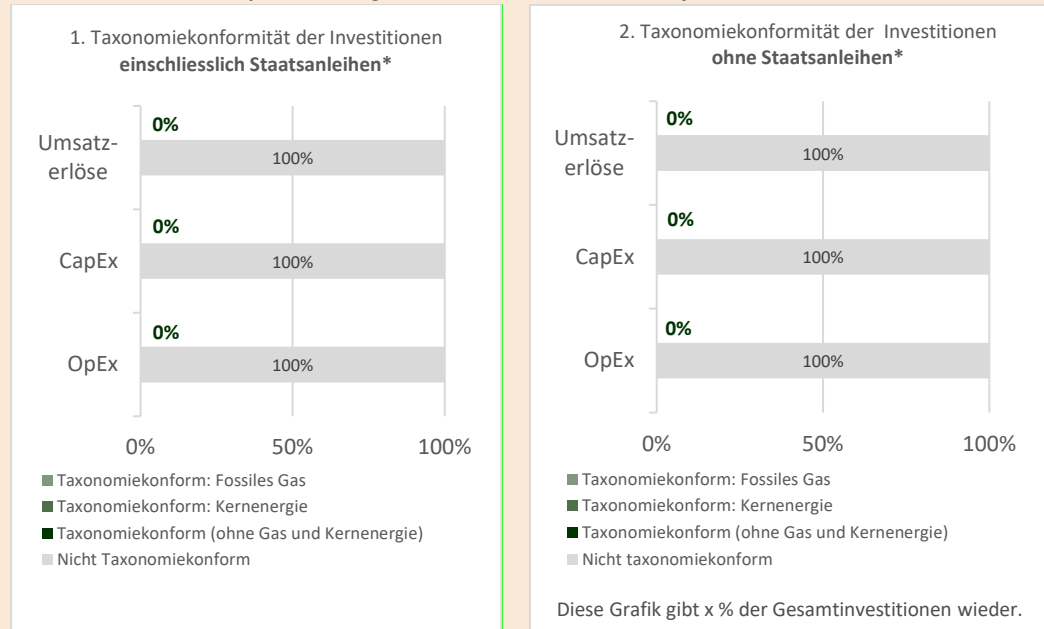 1. Taxonomiekonformität der Investitionen
einschliesslich Staatsanleihen*
0%
Umsatz-
erlöse
100%
0%
CapEx
100%
0%
OpEx
100%
0%
50%
100%
Taxonomiekonform: Fossiles Gas
Taxonomiekonform: Kernenergie
Taxonomiekonform (ohne Gas und Kernenergie)
Nicht Taxonomiekonform
2. Taxonomiekonformität der Investitionen
ohne Staatsanleihen*
0%
Umsatz-
erlöse
100%
0%
CapEx
100%
0%
OpEx
100%
0%
50%
100%
Taxonomiekonform: Fossiles Gas
Taxonomiekonform: Kernenergie
Taxonomiekonform (ohne Gas und Kernenergie)
Nicht taxonomiekonform
Diese Grafik gibt x % der Gesamtinvestitionen wieder.